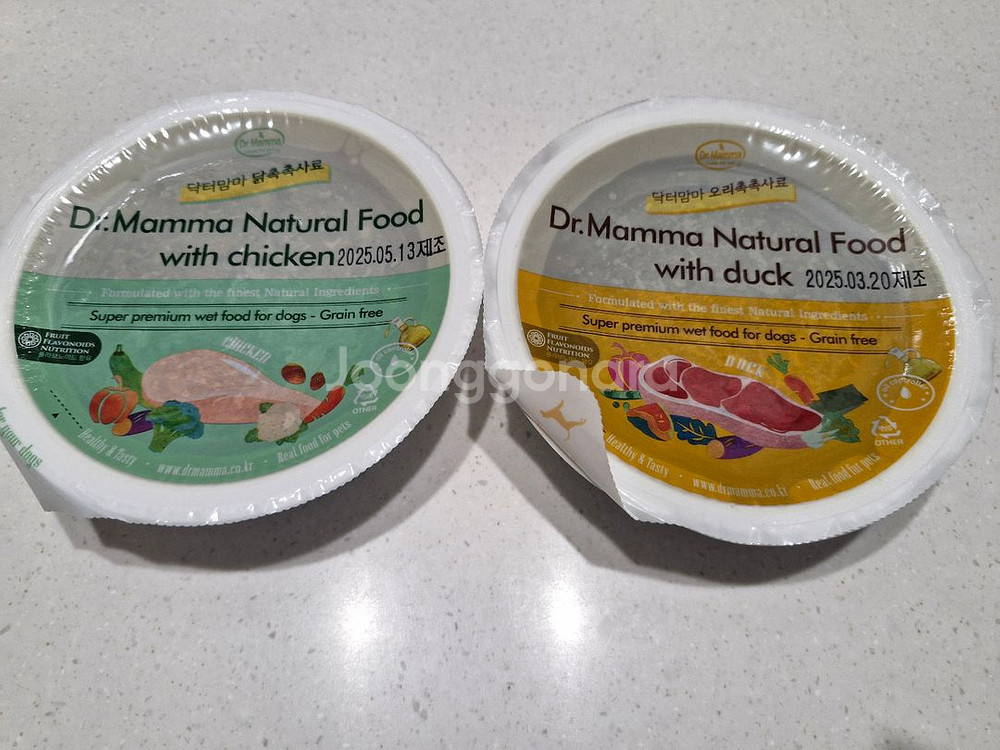 Dr. Mamma
닥터맘마 닭촉촉사료
Dr.Mamma Natural Food
with chicken 2025.05.13제조
Formulated with the finest Natural Ingredients
Super premium wet food for dogs - Grain free
FRUIT
FLAVONOIDS
NUTRITION
CHICKEN
OTHER
Healthy & Tasty · www.drmamma.co.kr · Real food for pets
your dogs
Dr. Mamma
닥터맘마 오리촉촉사료
Dr.Mamma Natural Food
with duck 2025.03.20제조
Formulated with the finest Natural Ingredients
Super premium wet food for dogs - Grain free
FRUIT
FLAVONOIDS
NUTRITION
DUCK
OTHER
Healthy & Tasty · www.drmamma.co.kr · Real food for pets
Joonggonara